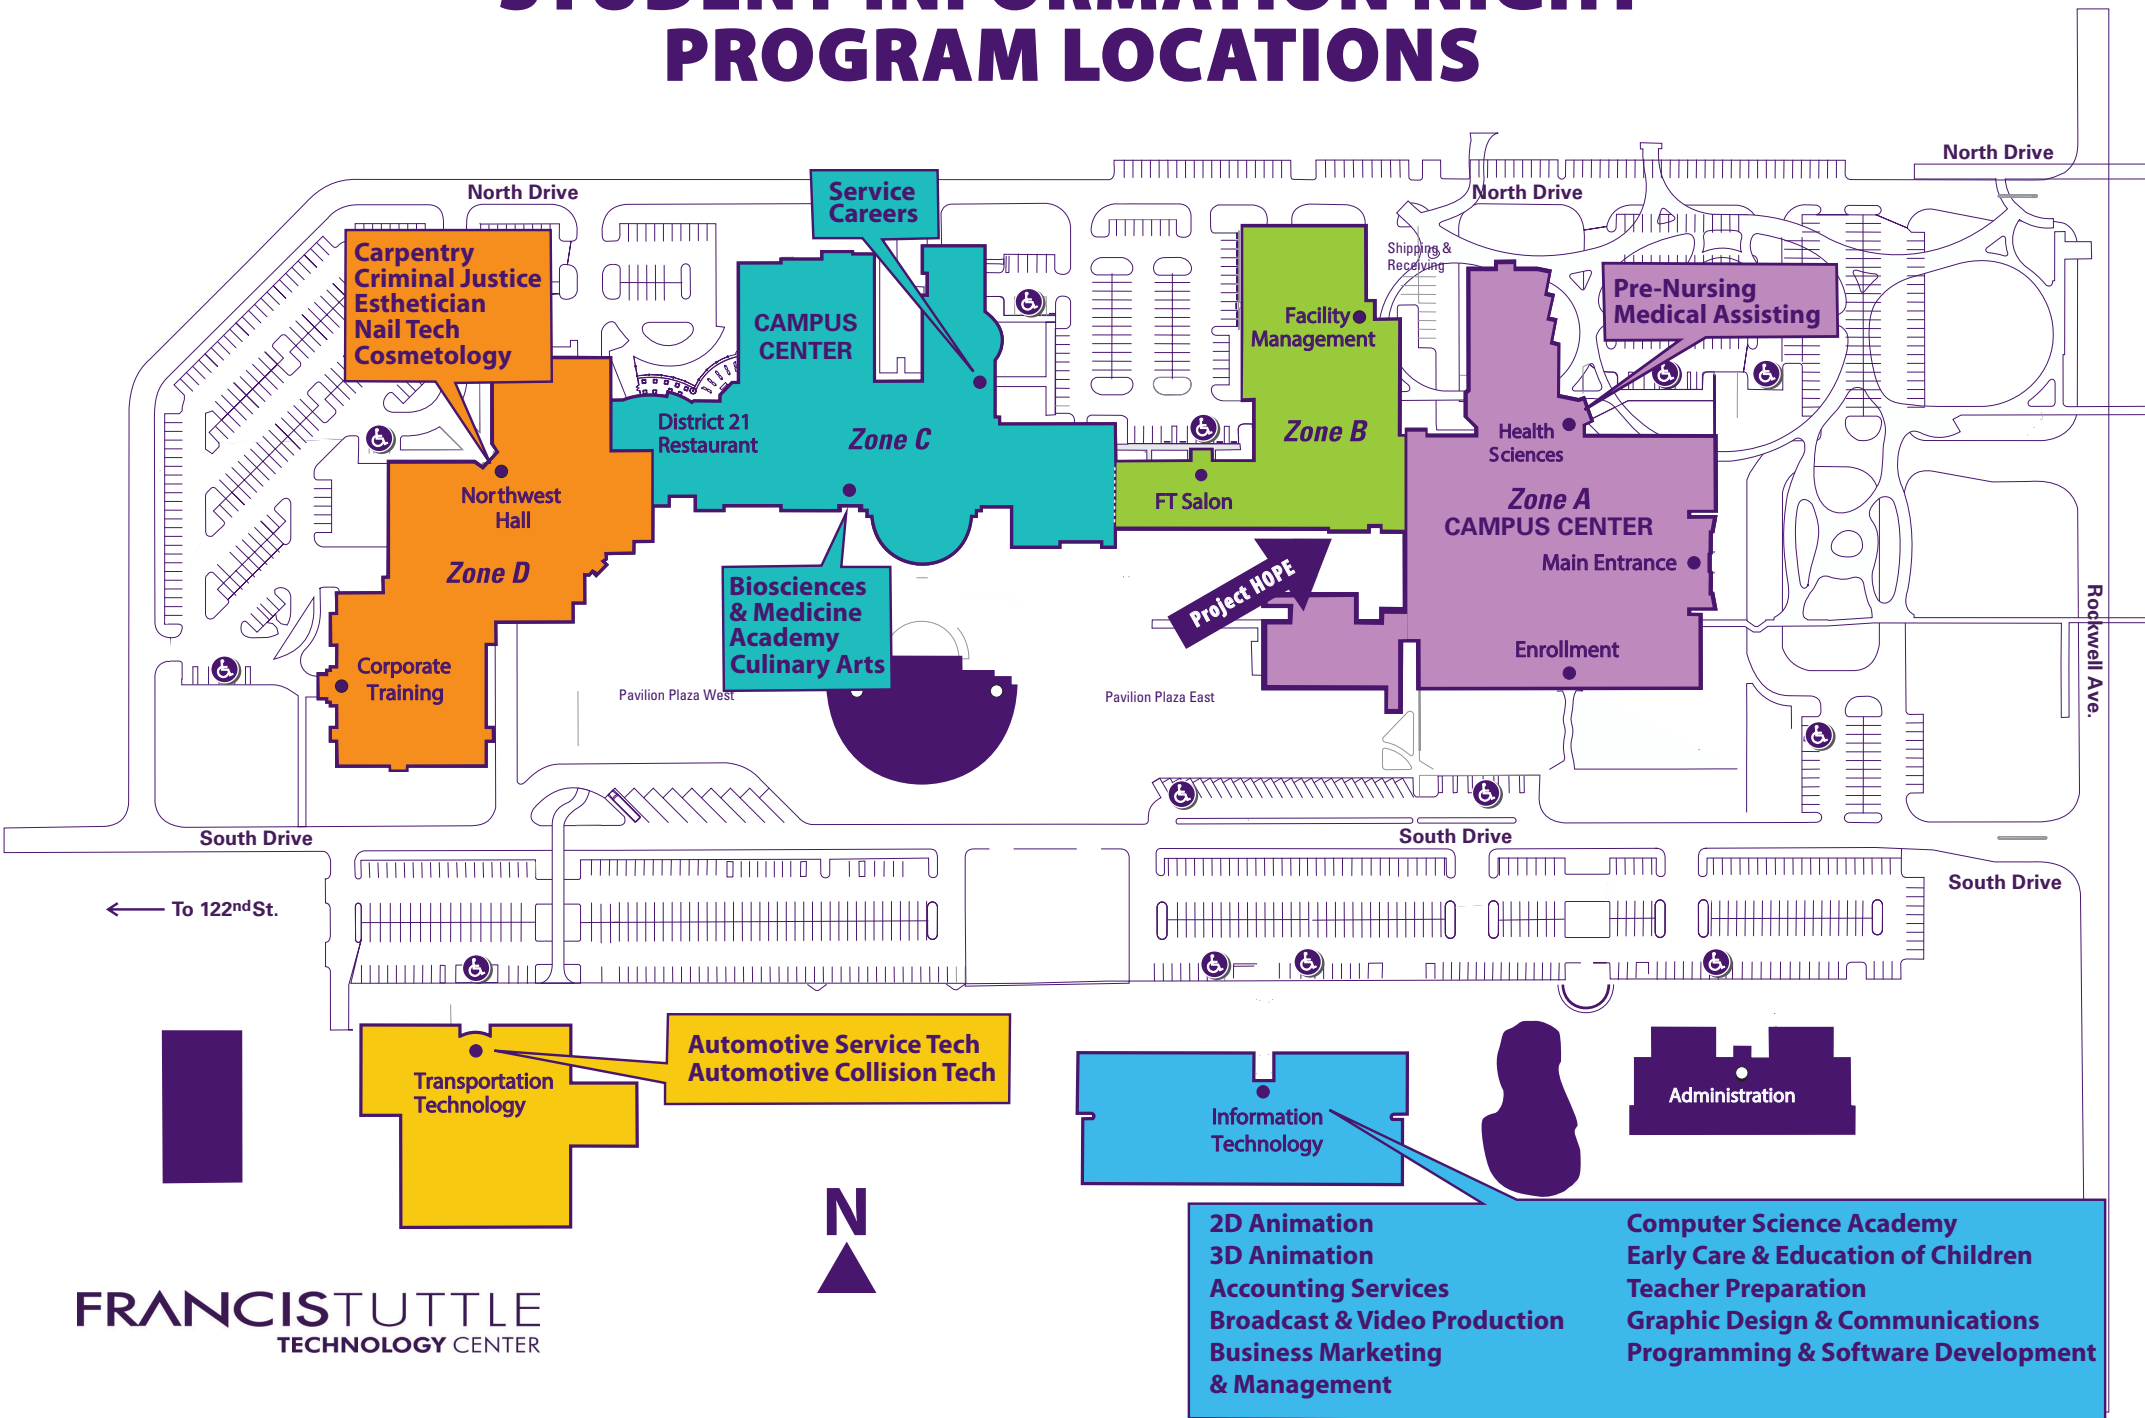 STUDENT INFORMATION NIGHT
PROGRAM LOCATIONS
North Drive
North Drive
North Drive
Service
Careers
Carpentry
Criminal Justice
Esthetician
Nail Tech
Cosmetology
Shipping &
Receiving
Pre-Nursing
Medical Assisting
CAMPUS
CENTER
Facility
Management
District 21
Restaurant
Zone C
Zone B
Health
Sciences
Northwest
Hall
FT Salon
Zone A
CAMPUS CENTER
Main Entrance
Zone D
Project HOPE
Biosciences
& Medicine
Academy
Culinary Arts
Rockwell Ave.
Enrollment
Corporate
Training
Pavilion Plaza West
Pavilion Plaza East
South Drive
South Drive
South Drive
To 122nd St.
Automotive Service Tech
Automotive Collision Tech
Transportation
Technology
Information
Technology
Administration
N
2D Animation
3D Animation
Accounting Services
Broadcast & Video Production
Business Marketing
& Management
Computer Science Academy
Early Care & Education of Children
Teacher Preparation
Graphic Design & Communications
Programming & Software Development
FRANCISTUTTLE
TECHNOLOGY CENTER